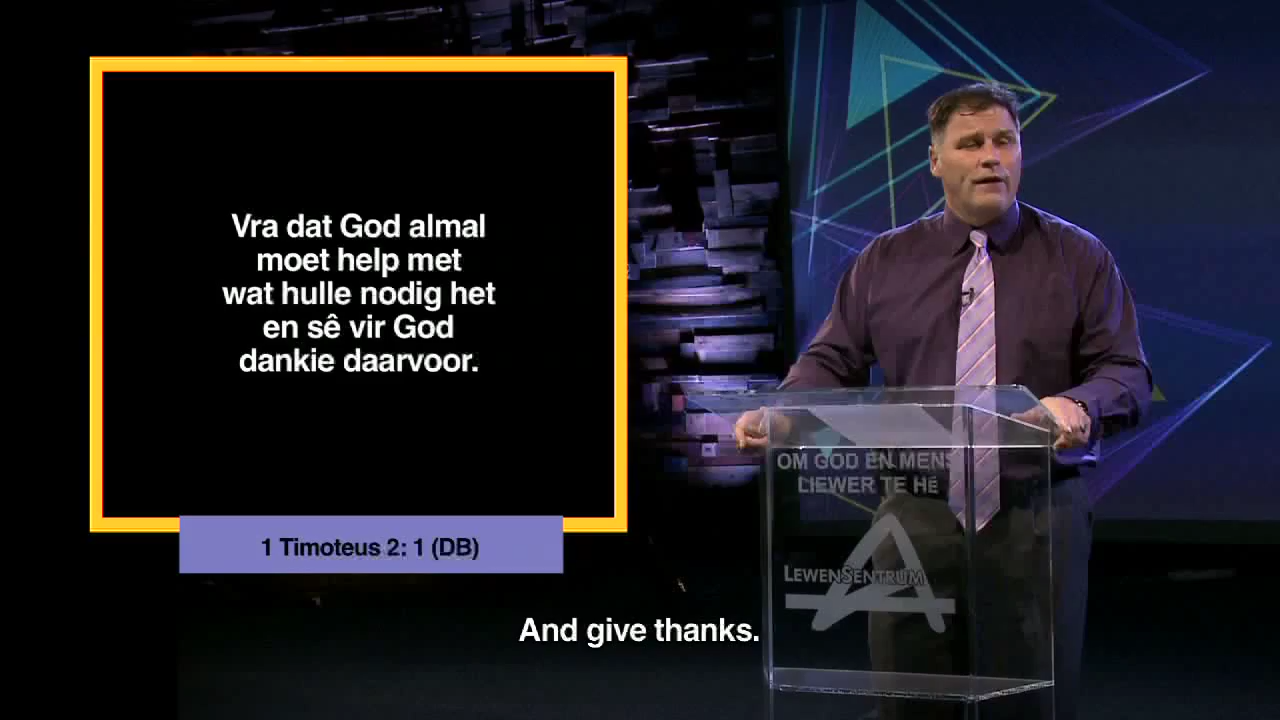 Vra dat God almal
moet help met
wat hulle nodig het
en sê vir God
dankie daarvoor.
1 Timoteus 2: 1 (DB)
And give thanks.
OM GOD EN MENS
LIEWER TE HÊ
LEWENSENTRUM